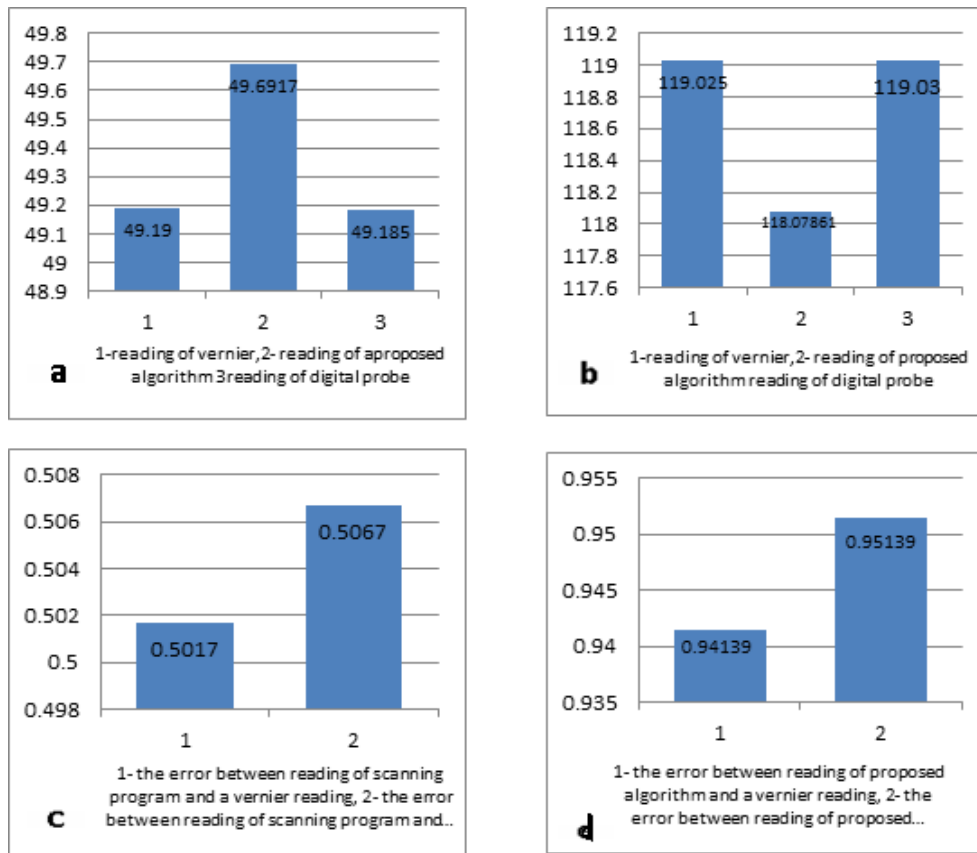 49.8
49.7
49.6
49.5
49.4
49.3
49.2
49.1
49
48.9
49.19
49.6917
49.185
1 2 3
1-reading of vernier,2- reading of aproposed
algorithm 3reading of digital probe
a
119.2
119
118.8
118.6
118.4
118.2
118
117.8
117.6
119.025
118.07861
119.03
1 2 3
1-reading of vernier,2- reading of proposed
algorithm reading of digital probe
b
0.508
0.506
0.504
0.502
0.5
0.498
0.5017
0.5067
1 2
1- the error between reading of scanning
program and a vernier reading, 2- the error
between reading of scanning program and...
c
0.955
0.95
0.945
0.94
0.935
0.94139
0.95139
1 2
1- the error between reading of proposed
algorithm and a vernier reading, 2- the
error between reading of proposed...
d